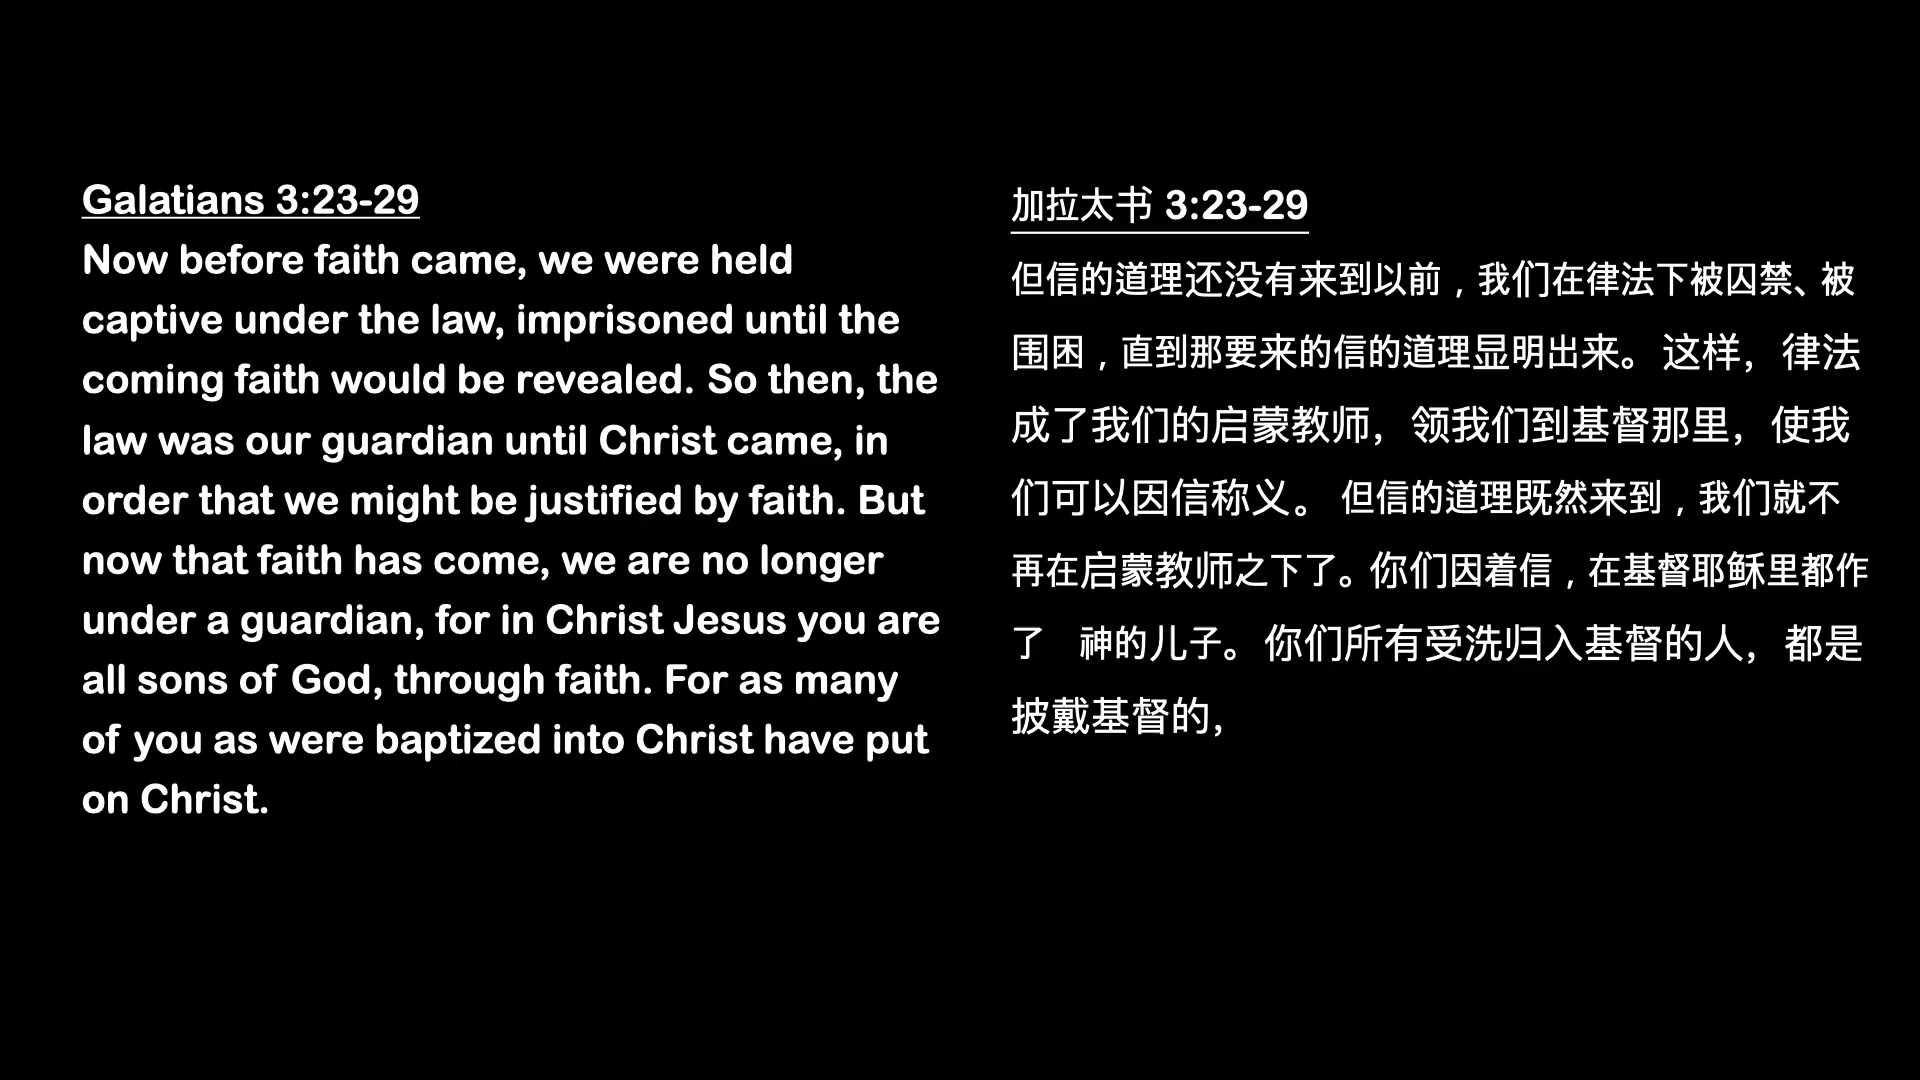 Galatians 3:23-29
Now before faith came, we were held
captive under the law, imprisoned until the
coming faith would be revealed. So then, the
law was our guardian until Christ came, in
order that we might be justified by faith. But
now that faith has come, we are no longer
under a guardian, for in Christ Jesus you are
all sons of God, through faith. For as many
of you as were baptized into Christ have put
on Christ.
加拉太书 3:23-29
但信的道理还没有来到以前，我们在律法下被囚禁、被
围困，直到那要来的信的道理显明出来。 这样，律法
成了我们的启蒙教师，领我们到基督那里，使我
们可以因信称义。 但信的道理既然来到，我们就不
再在启蒙教师之下了。你们因着信，在基督耶稣里都作
了　神的儿子。你们所有受洗归入基督的人，都是
披戴基督的，